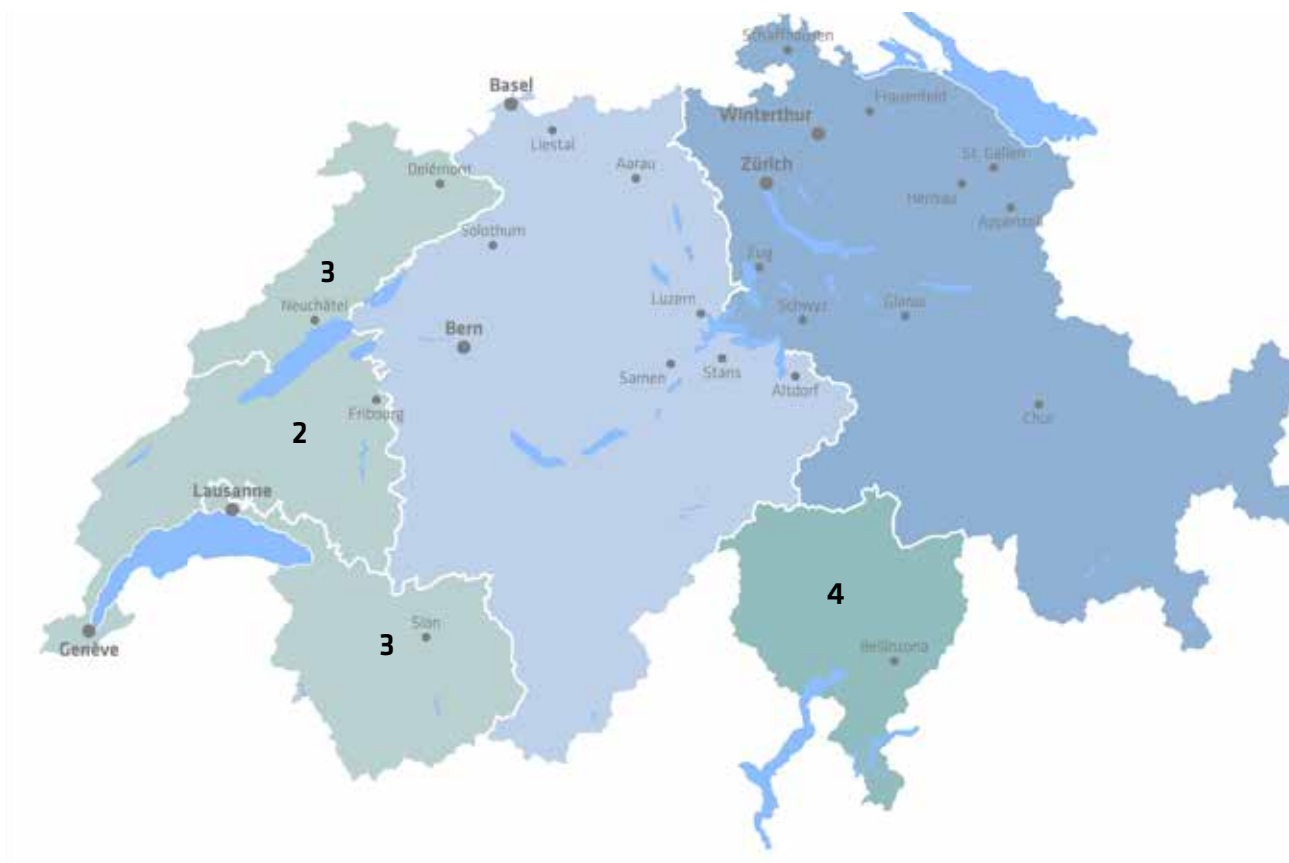 Schaffhausen
Basel
Frauenfeld
Winterthur
Liestal
St. Gallen
Aarau
Zürich
Delémont
Herisau
Appenzell
Solothurn
Zug
3
Neuchâtel
Luzern
Schwyz
Glarus
Bern
Sarnen
Stans
Altdorf
Chur
Fribourg
2
Lausanne
4
Sion
3
Genève
Bellinzona